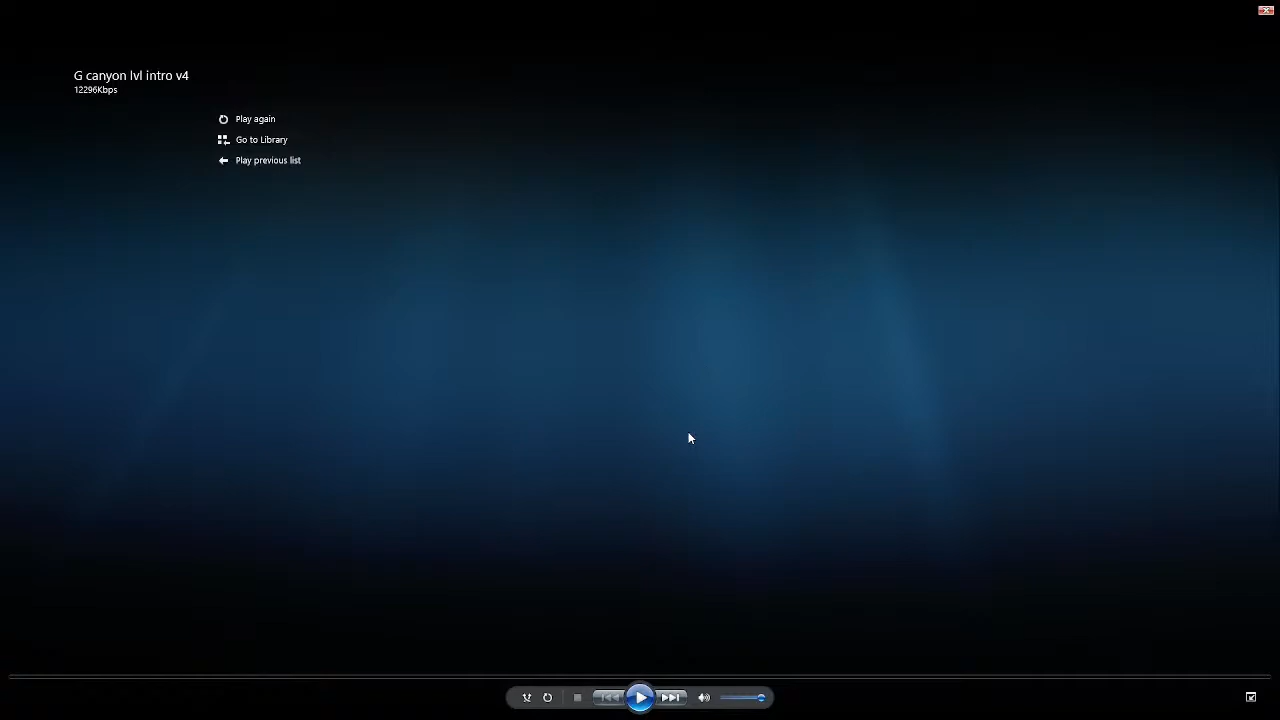 G canyon lvl intro v4
12296Kbps
Play again
Go to Library
Play previous list